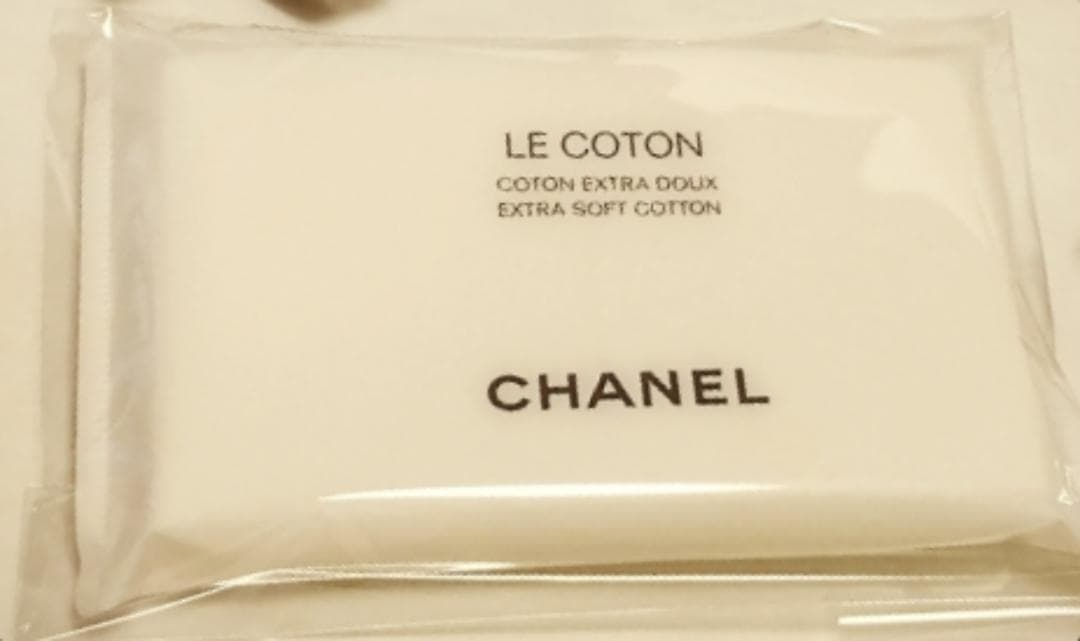 LE COTON
COTON EXTRA DOUX
EXTRA SOFT COTTON
CHANEL